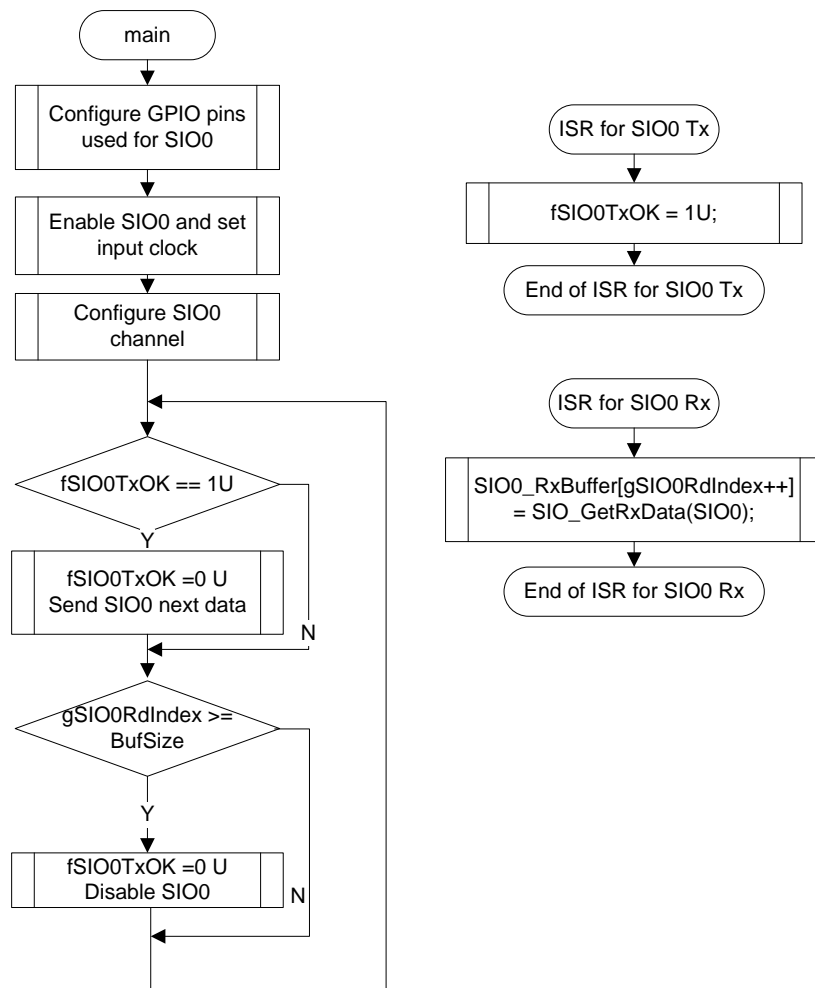 main
Configure GPIO pins
used for SIO0
Enable SIO0 and set
input clock
Configure SIO0
channel
fSIO0TxOK == 1U
Y
fSIO0TxOK =0 U
Send SIO0 next data
N
gSIO0RdIndex >=
BufSize
Y
fSIO0TxOK =0 U
Disable SIO0
N
ISR for SIO0 Tx
fSIO0TxOK = 1U;
End of ISR for SIO0 Tx
ISR for SIO0 Rx
SIO0_RxBuffer[gSIO0RdIndex++]
= SIO_GetRxData(SIO0);
End of ISR for SIO0 Rx